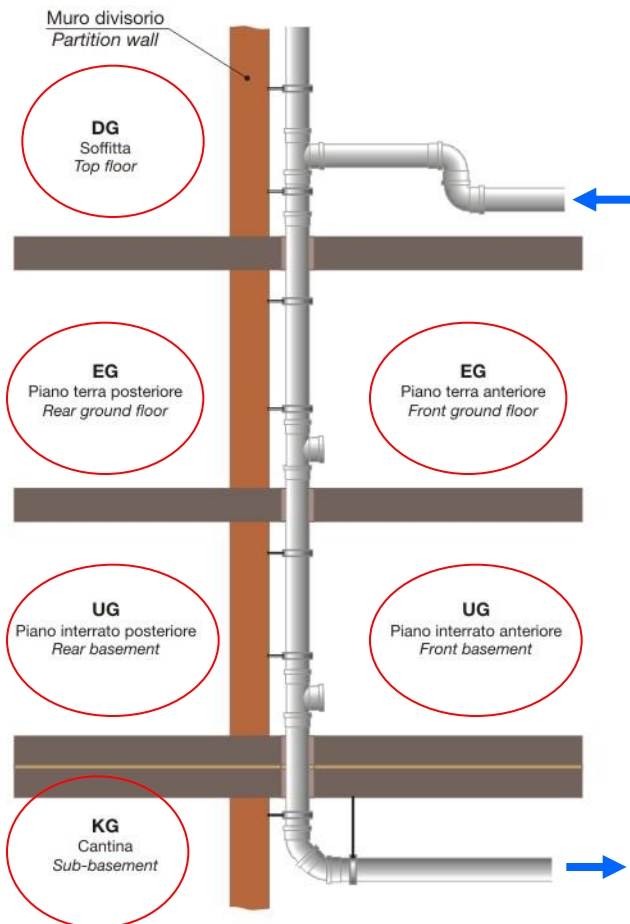 Muro divisorio
Partition wall
DG
Soffitta
Top floor
EG
Piano terra posteriore
Rear ground floor
EG
Piano terra anteriore
Front ground floor
UG
Piano interrato posteriore
Rear basement
UG
Piano interrato anteriore
Front basement
KG
Cantina
Sub-basement